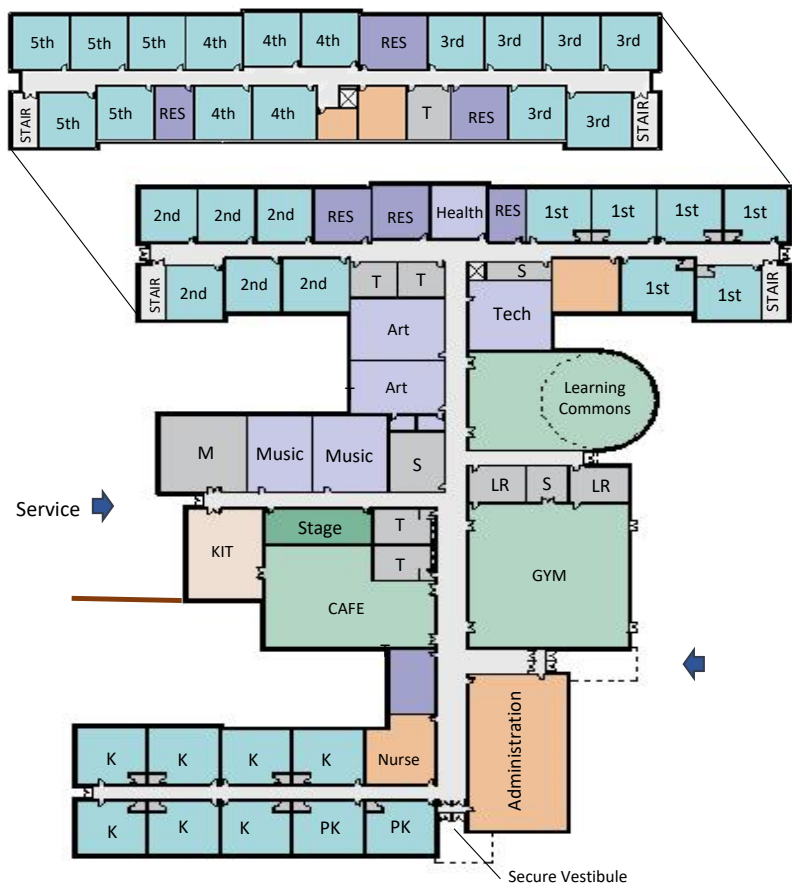 5th 5th 5th 4th 4th 4th RES 3rd 3rd 3rd 3rd
STAIR 5th 5th RES 4th 4th T RES 3rd 3rd STAIR
2nd 2nd 2nd RES RES Health RES 1st 1st 1st 1st
STAIR 2nd 2nd 2nd T T S 1st 1st STAIR
Art Tech
Art Learning
Commons
M Music Music S
LR S LR
Service
Stage T
KIT T GYM
CAFE
Administration
K K K K Nurse
K K K PK PK
Secure Vestibule